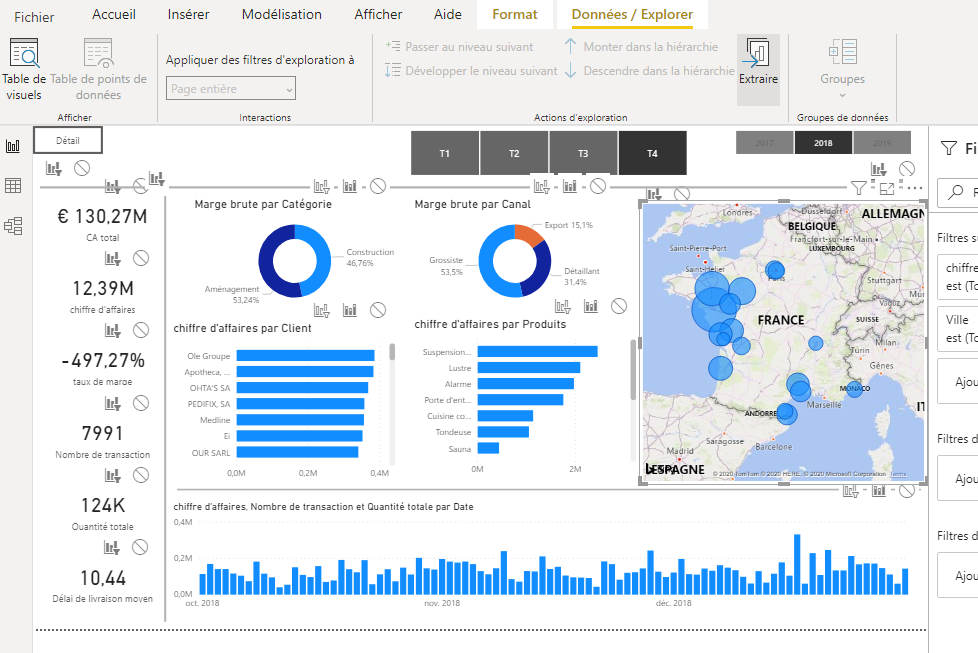 Fichier
Accueil
Insérer
Modélisation
Afficher
Aide
Format
Données / Explorer
Table de visuels
Table de points de données
Afficher
Appliquer des filtres d'exploration à
Page entière
Interactions
Passer au niveau suivant
Développer le niveau suivant
Monter dans la hiérarchie
Descendre dans la hiérarchie
Extraire
Actions d'exploration
Groupes
Groupes de données
Détail
T1
T2
T3
T4
2017
2018
2019
€ 130,27M
CA total
12,39M
chiffre d'affaires
-497,27%
taux de marge
7991
Nombre de transaction
124K
Quantité totale
10,44
Délai de livraison moyen
Marge brute par Catégorie
Construction
46,76%
Aménagement
53,24%
Marge brute par Canal
Export 15,1%
Grossiste
53,5%
Détaillant
31,4%
chiffre d'affaires par Client
Ole Groupe
Apotheca, ...
OHTA'S SA
PEDIFIX, SA
Medline
Ei
OUR SARL
0,0M
0,2M
0,4M
chiffre d'affaires par Produits
Suspension...
Lustre
Alarme
Porte d'ent...
Cuisine co...
Tondeuse
Sauna
0M
2M
Londres
Düsseldorf
ALLEMAGN
BELGIQUE
Francfort-sur-le-Main
LUXEMBOURG
Saint-Pierre-Port
Saint-Hélier
Paris
Stuttgart
Mun
Vaduz
FRANCE
SUISSE
Milan
Turin
Gênes
MONACO
Marseille
ANDORRE
IT
Saragosse
Barcelone
Madrid
ESPAGNE
© 2020 TomTom © 2020 HERE, © 2020 Microsoft Corporation Terms
chiffre d'affaires, Nombre de transaction et Quantité totale par Date
0,4M
0,2M
0,0M
oct. 2018
nov. 2018
déc. 2018
Fi
R
Filtres su
chiffre
est (To
Ville
est (To
Ajou
Filtres d
Ajou
Filtres d
Ajou